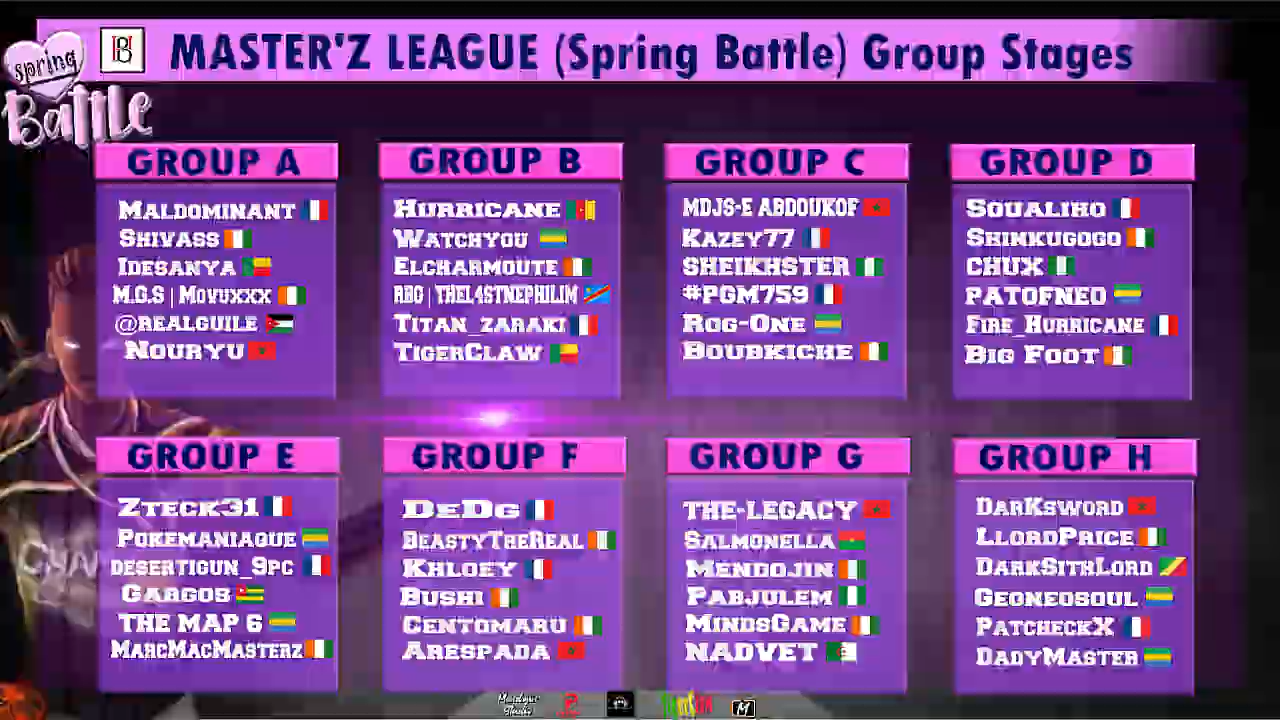 spring
Battle
MASTER'Z LEAGUE (Spring Battle) Group Stages
GROUP A
MALDOMINANT
SHIVASS
IDESANYA
M.G.S | MOVUXXX
@REALGUILE
NOURYU
GROUP B
HURRICANE
WATCHYOU
ELCHARMOUTE
RBG | THEL4STNEPHILIM
TITAN_ZARAKI
TIGERCLAW
GROUP C
MDJS-E ABDOUKOF
KAZEY77
SHEIKHSTER
#PGM759
ROG-ONE
BOUBKICHE
GROUP D
SOUALIHO
SHINKUGOGO
CHUX
PATOFNEO
FIRE_HURRICANE
BIG FOOT
GROUP E
ZTECK31
POKEMANIAQUE
DESERTIGUN_9PC
GARGOS
THE MAP 6
MARCMACMASTERZ
GROUP F
DEDG
BEASTYTHEREAL
KHLOEY
BUSHI
CENTOMARU
ARESPADA
GROUP G
THE-LEGACY
SALMONELLA
MENDOJIN
PABJULEM
MINDSGAME
NADVET
GROUP H
DARKSWORD
LLORDPRICE
DARKSITHLORD
GEONEOSOUL
PATCHECKX
DADYMASTER